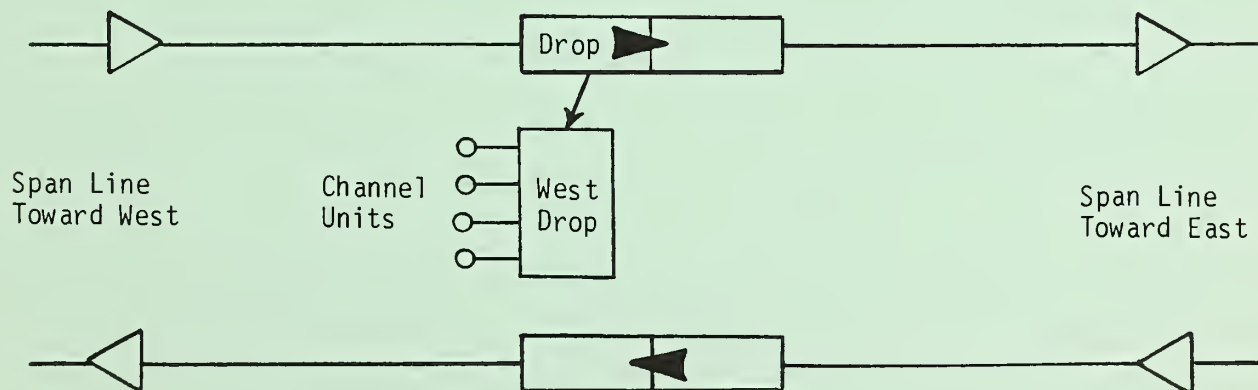 Drop
Span Line
Toward West
Channel
Units
West
Drop
Span Line
Toward East